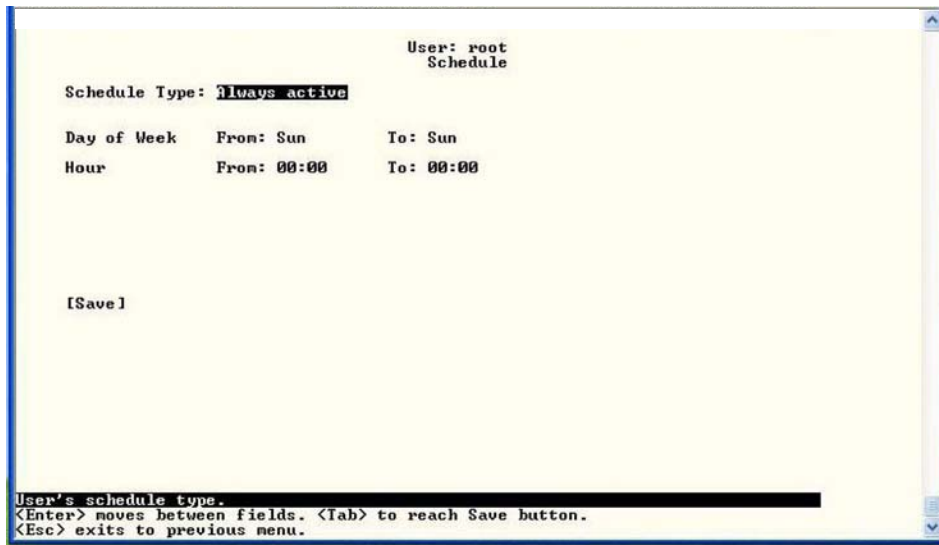 User: root
Schedule
Schedule Type: Always active
Day of Week From: Sun To: Sun
Hour From: 00:00 To: 00:00
[Save]
User's schedule type.
<Enter> moves between fields. <Tab> to reach Save button.
<Esc> exits to previous menu.